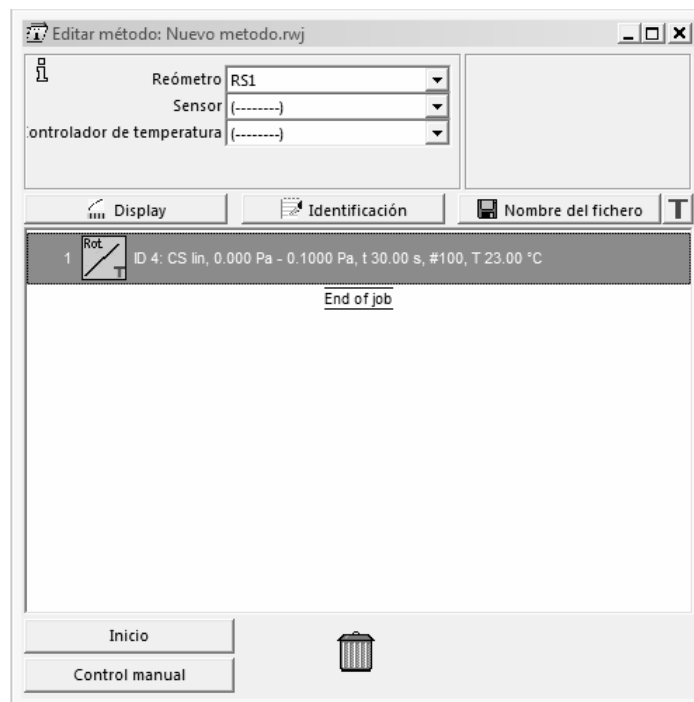 Editar método: Nuevo metodo.rwj
Reómetro RS1
Sensor (--------)
ontrolador de temperatura (--------)
Display Identificación Nombre del fichero T
1 Rot T ID 4: CS lin, 0.000 Pa - 0.1000 Pa, t 30.00 s, #100, T 23.00 °C
End of job
Inicio
Control manual